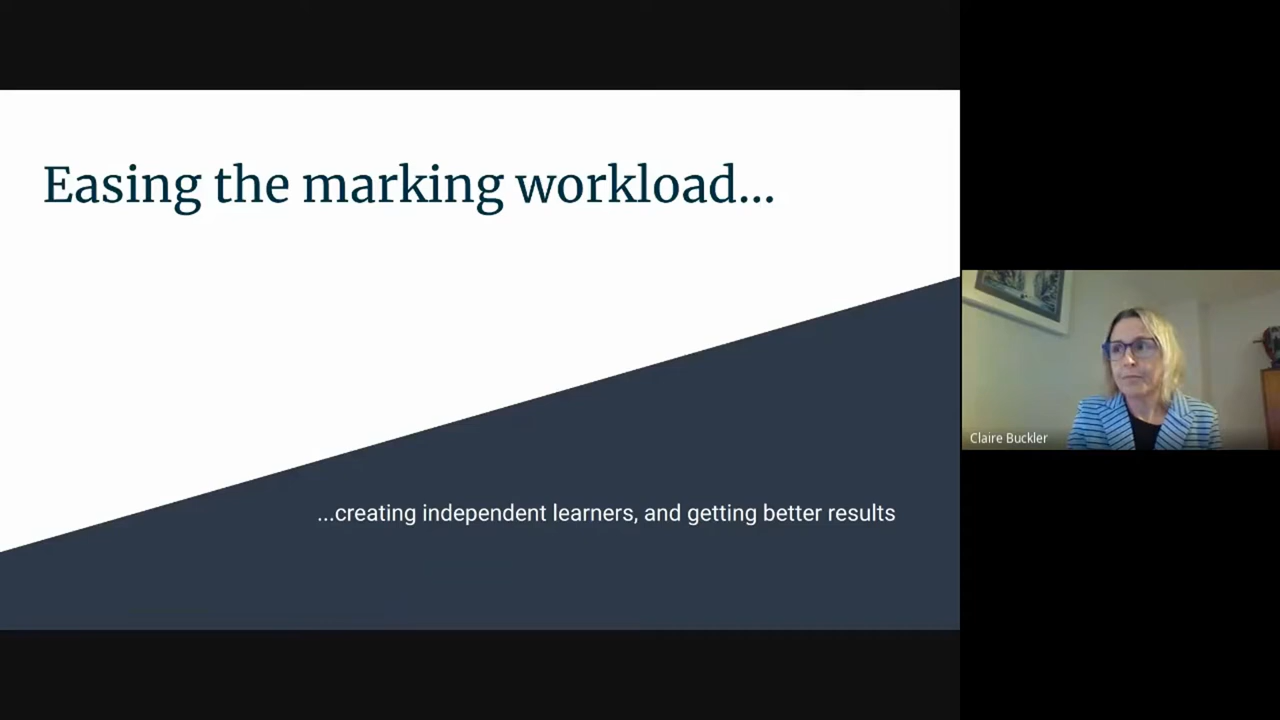 Easing the marking workload...
...creating independent learners, and getting better results
Claire Buckler